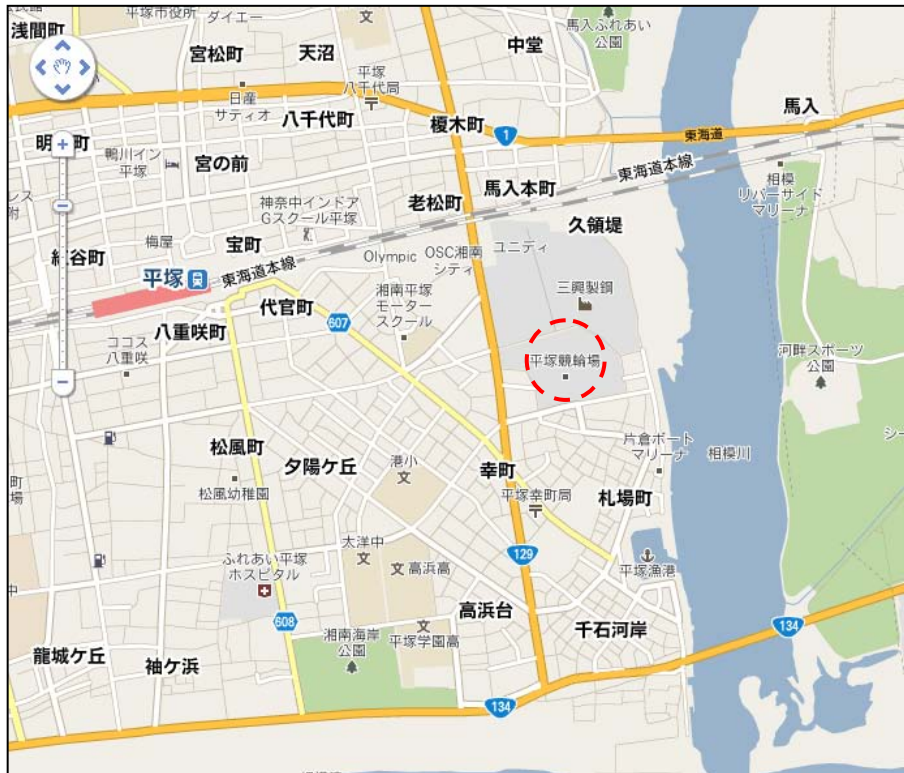 平塚市役所
ダイエー
浅間町
宮松町
天沼
中堂
馬入ふれあい
公園
日産
サティオ
平塚
八千代局
八千代町
榎木町
1
東海道
馬入
鴨川イン
平塚
宮の前
東海道本線
相模
リバーサイド
マリーナ
馬入本町
老松町
久領堤
神奈中インドア
Gスクール平塚
梅屋
宝町
東海道本線
Olympic
OSC湘南
シティ
ユニディ
平塚
代官町
湘南平塚
モーター
スクール
三興製鋼
八重咲町
607
ココス
八重咲
平塚競輪場
河畔スポーツ
公園
松風町
夕陽ケ丘
港小
幸町
片倉ボート
マリーナ
相模川
松風幼稚園
平塚幸町局
札場町
大洋中
129
ふれあい平塚
ホスピタル
高浜高
平塚漁港
608
高浜台
千石河岸
134
湘南海岸
公園
平塚学園高
龍城ケ丘
袖ケ浜
134